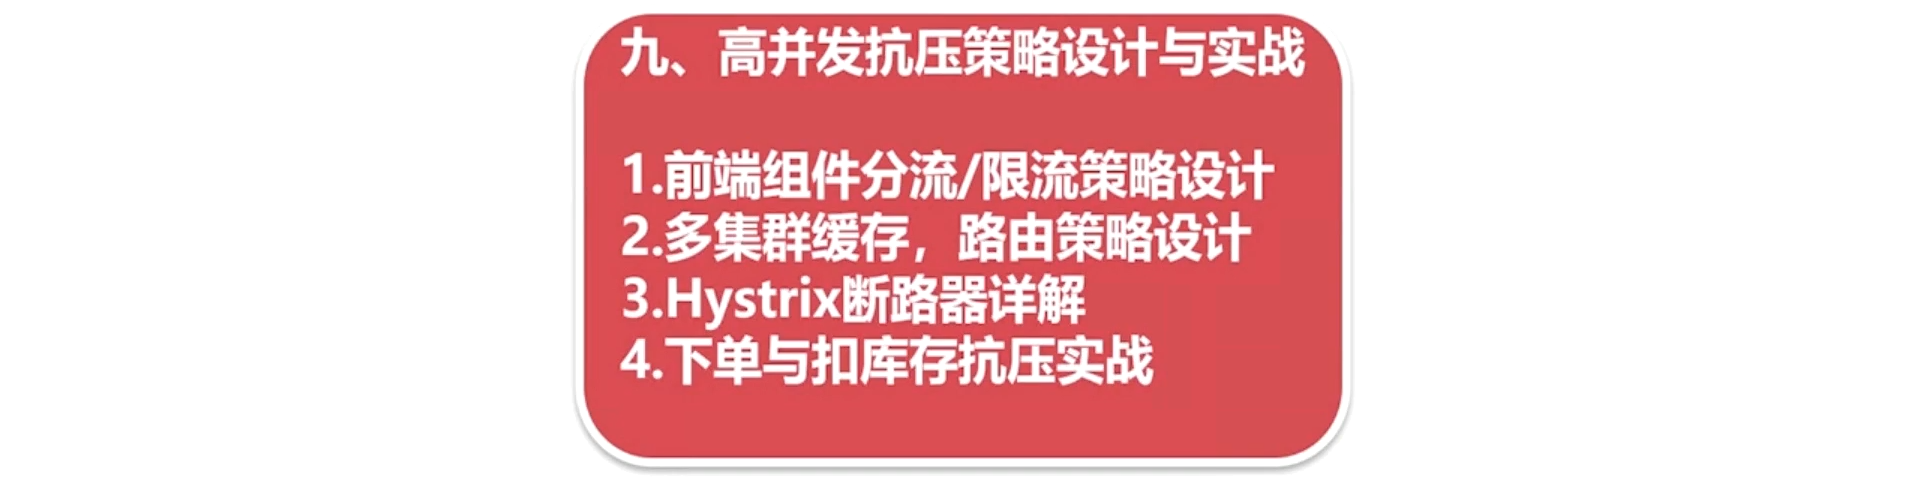 九、高并发抗压策略设计与实战
1.前端组件分流/限流策略设计
2.多集群缓存，路由策略设计
3.Hystrix断路器详解
4.下单与扣库存抗压实战